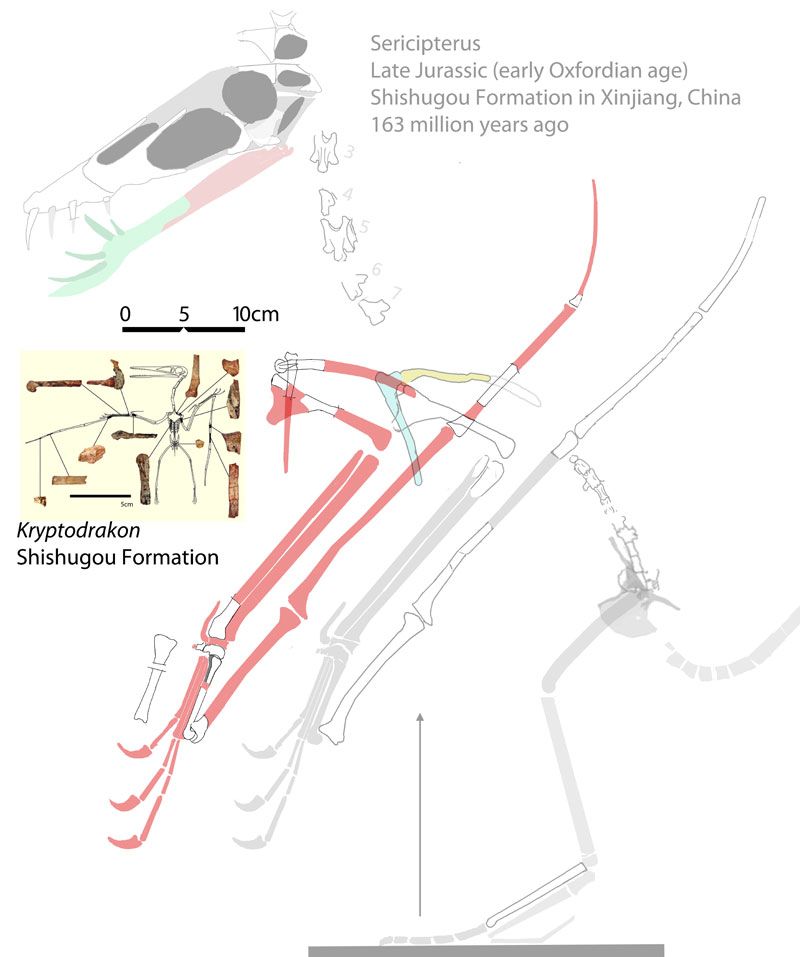 Sericipterus
Late Jurassic (early Oxfordian age)
Shishugou Formation in Xinjiang, China
163 million years ago
3
4
5
6
7
0 5 10cm
5cm
Kryptodrakon
Shishugou Formation